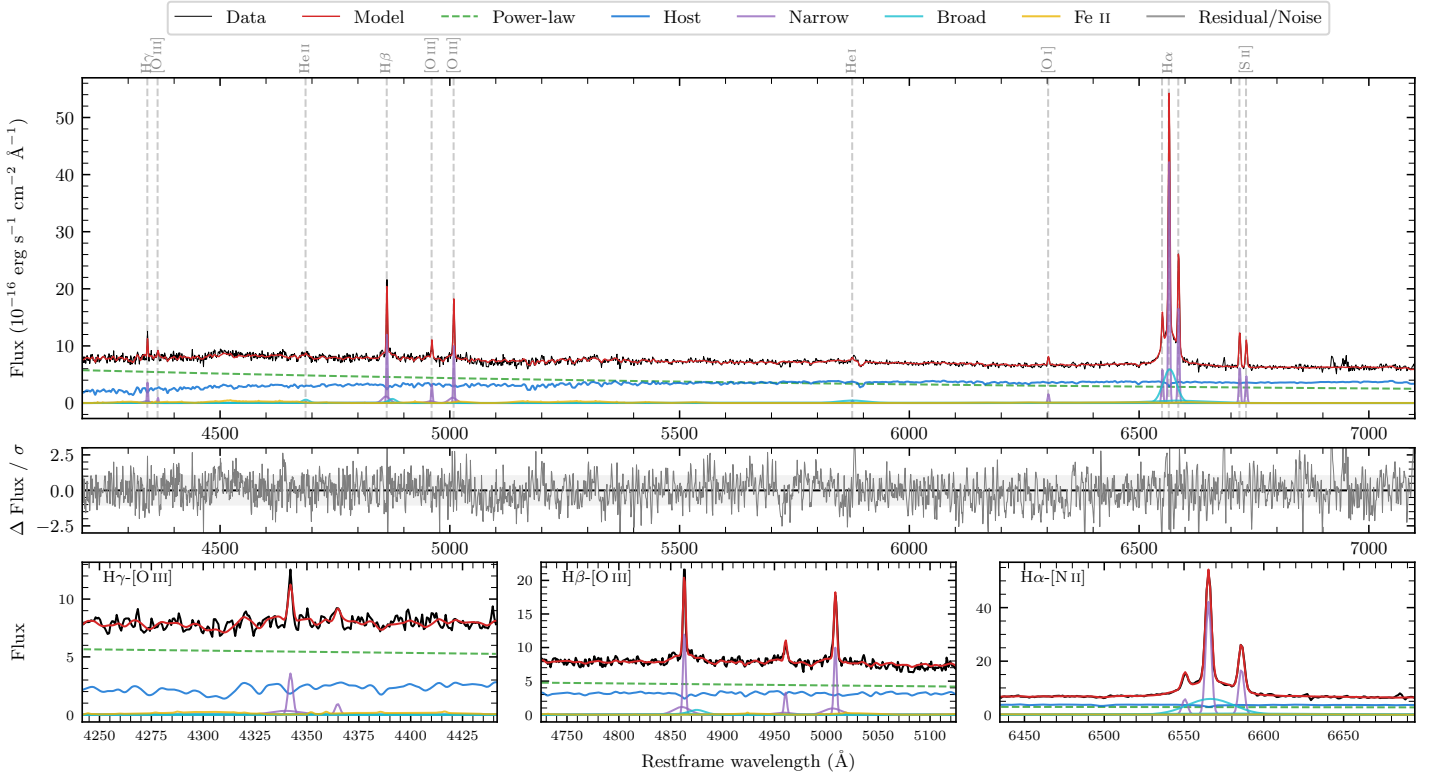 Data Model Power-law Host Narrow Broad Fe II Residual/Noise
Hγ [O III] He II Hβ [O III] [O III] He I [O I] Hα [S II]
Flux (10⁻¹⁶ erg s⁻¹ cm⁻² Å⁻¹)
50
40
30
20
10
0
4500 5000 5500 6000 6500 7000
Δ Flux / σ
2.5
0.0
−2.5
4500 5000 5500 6000 6500 7000
Flux
Hγ-[O III]
10
5
0
4250 4275 4300 4325 4350 4375 4400 4425
Hβ-[O III]
20
15
10
5
0
4750 4800 4850 4900 4950 5000 5050 5100
Hα-[N II]
40
20
0
6450 6500 6550 6600 6650
Restframe wavelength (Å)